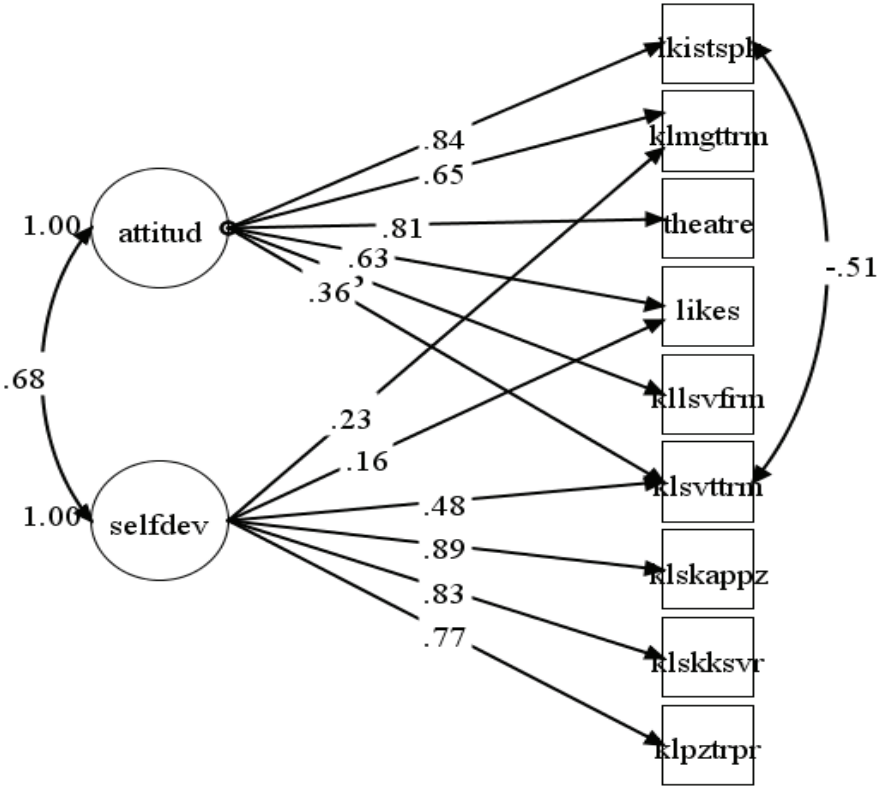 lkistspk
.84
klmgttrm
.65
1.00
attitud
.81
theatre
.63
-.51
.36
likes
.68
kllsvfrm
.23
.16
klsvttrm
.48
1.00
selfdev
.89
klskappz
.83
klskksvr
.77
klpztrpr